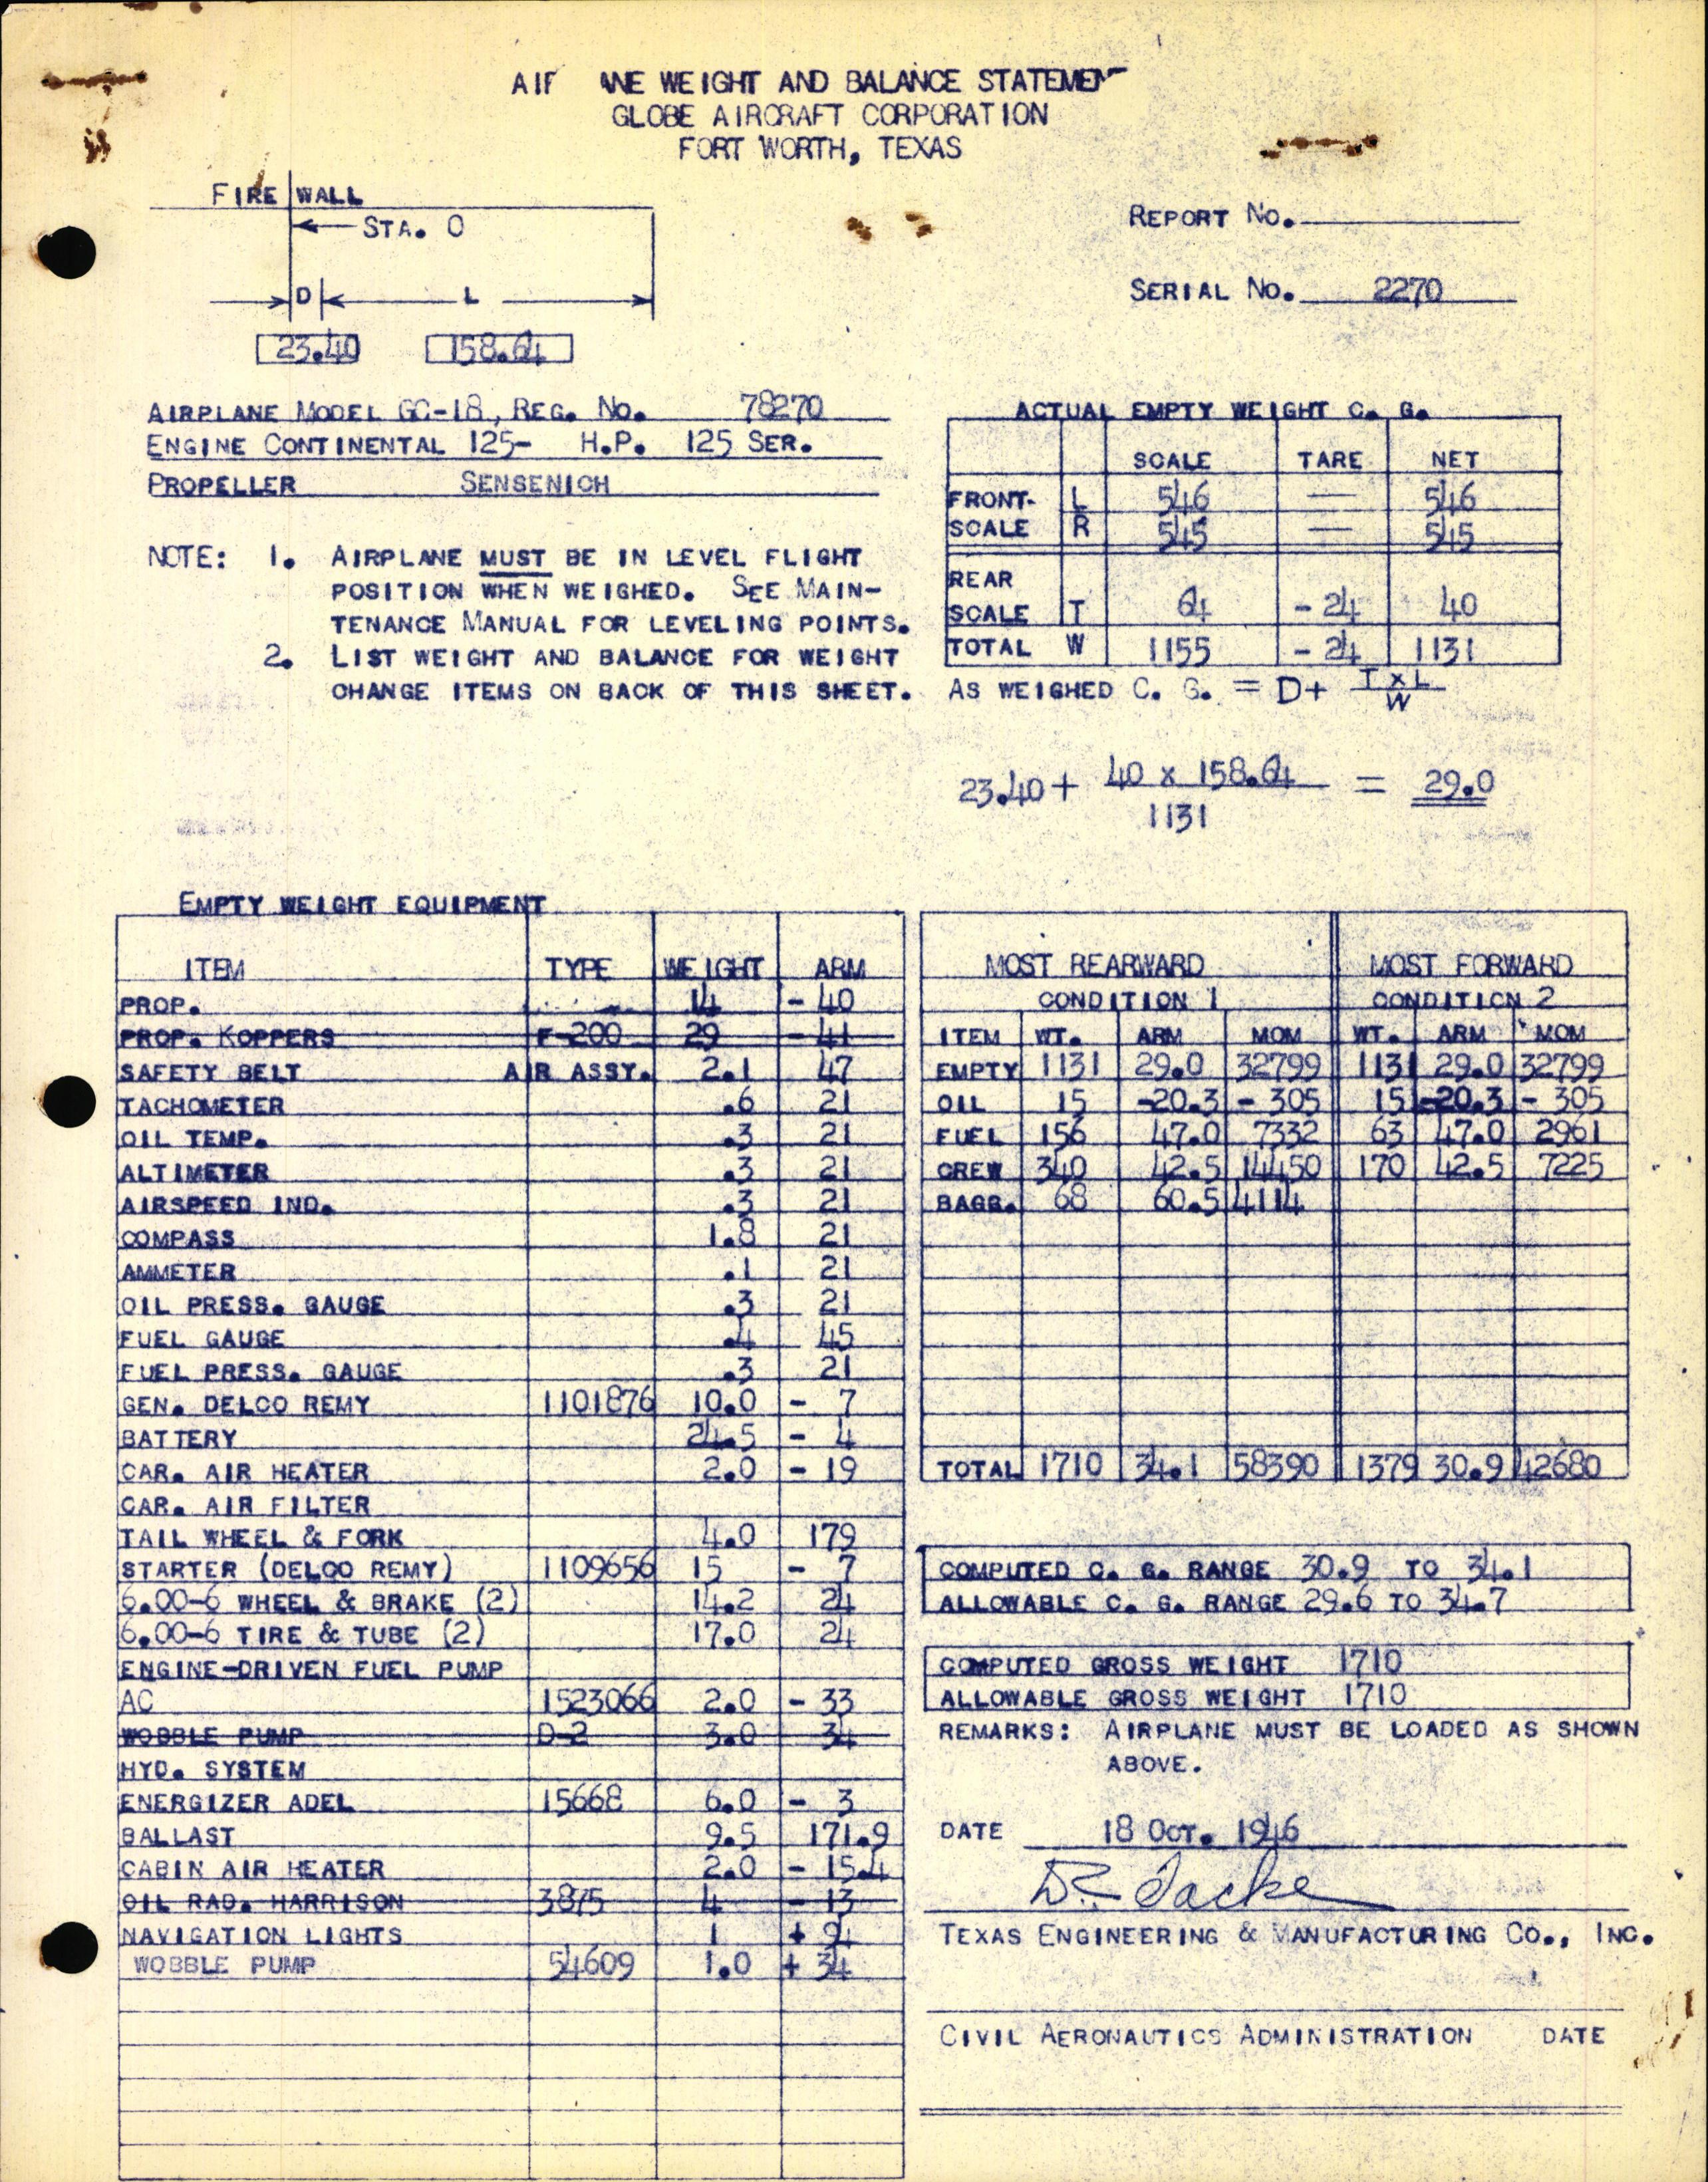 AIF ANE WEIGHT AND BALANCE STATEMENT
GLOBE AIRCRAFT CORPORATION
FORT WORTH, TEXAS
FIRE WALL
STA. O
D L
23.40 158.64
REPORT No.
SERIAL No. 2270
AIRPLANE MODEL GC-1B, REG. No. 78270
ENGINE CONTINENTAL 125- H.P. 125 SER.
PROPELLER SENSENICH
NOTE: 1. AIRPLANE MUST BE IN LEVEL FLIGHT
POSITION WHEN WEIGHED. SEE MAIN-
TENANCE MANUAL FOR LEVELING POINTS.
2. LIST WEIGHT AND BALANCE FOR WEIGHT
CHANGE ITEMS ON BACK OF THIS SHEET.
ACTUAL EMPTY WEIGHT C. G.
SCALE TARE NET
FRONT- L 546 — 546
SCALE R 545 — 545
REAR
SCALE T 64 - 24 40
TOTAL W 1155 - 24 1131
AS WEIGHED C. G. = D+ T x L
W
23.40 + 40 x 158.64 = 29.0
1131
EMPTY WEIGHT EQUIPMENT
ITEM TYPE WEIGHT ARM
PROP. 14 - 40
PROP. KOPPERS F-200 29 - 41
SAFETY BELT AIR ASSY. 2.1 47
TACHOMETER .6 21
OIL TEMP. .3 21
ALTIMETER .3 21
AIRSPEED IND. .3 21
COMPASS 1.8 21
AMMETER .1 21
OIL PRESS. GAUGE .3 21
FUEL GAUGE .4 45
FUEL PRESS. GAUGE .3 21
GEN. DELCO REMY 1101876 10.0 - 7
BATTERY 24.5 - 4
CAR. AIR HEATER 2.0 - 19
CAR. AIR FILTER
TAIL WHEEL & FORK 4.0 179
STARTER (DELCO REMY) 1109656 15 - 7
6.00-6 WHEEL & BRAKE (2) 14.2 24
6.00-6 TIRE & TUBE (2) 17.0 24
ENGINE-DRIVEN FUEL PUMP
AC 1523066 2.0 - 33
WOBBLE PUMP D-2 3.0 34
HYD. SYSTEM
ENERGIZER ADEL 15668 6.0 - 3
BALLAST 9.5 171.9
CABIN AIR HEATER 2.0 - 15.4
OIL RAD. HARRISON 3875 4 - 13
NAVIGATION LIGHTS 1 + 94
WOBBLE PUMP 54609 1.0 + 34
MOST REARWARD MOST FORWARD
CONDITION 1 CONDITION 2
ITEM WT. ARM MOM WT. ARM MOM
EMPTY 1131 29.0 32799 1131 29.0 32799
OIL 15 -20.3 - 305 15 -20.3 - 305
FUEL 156 47.0 7332 63 47.0 2961
CREW 340 42.5 14450 170 42.5 7225
BAGG. 68 60.5 4114
TOTAL 1710 34.1 58390 1379 30.9 42680
COMPUTED C. G. RANGE 30.9 TO 34.1
ALLOWABLE C. G. RANGE 29.6 TO 34.7
COMPUTED GROSS WEIGHT 1710
ALLOWABLE GROSS WEIGHT 1710
REMARKS: AIRPLANE MUST BE LOADED AS SHOWN
ABOVE.
DATE 18 OCT. 1946
TEXAS ENGINEERING & MANUFACTURING CO., INC.
CIVIL AERONAUTICS ADMINISTRATION DATE